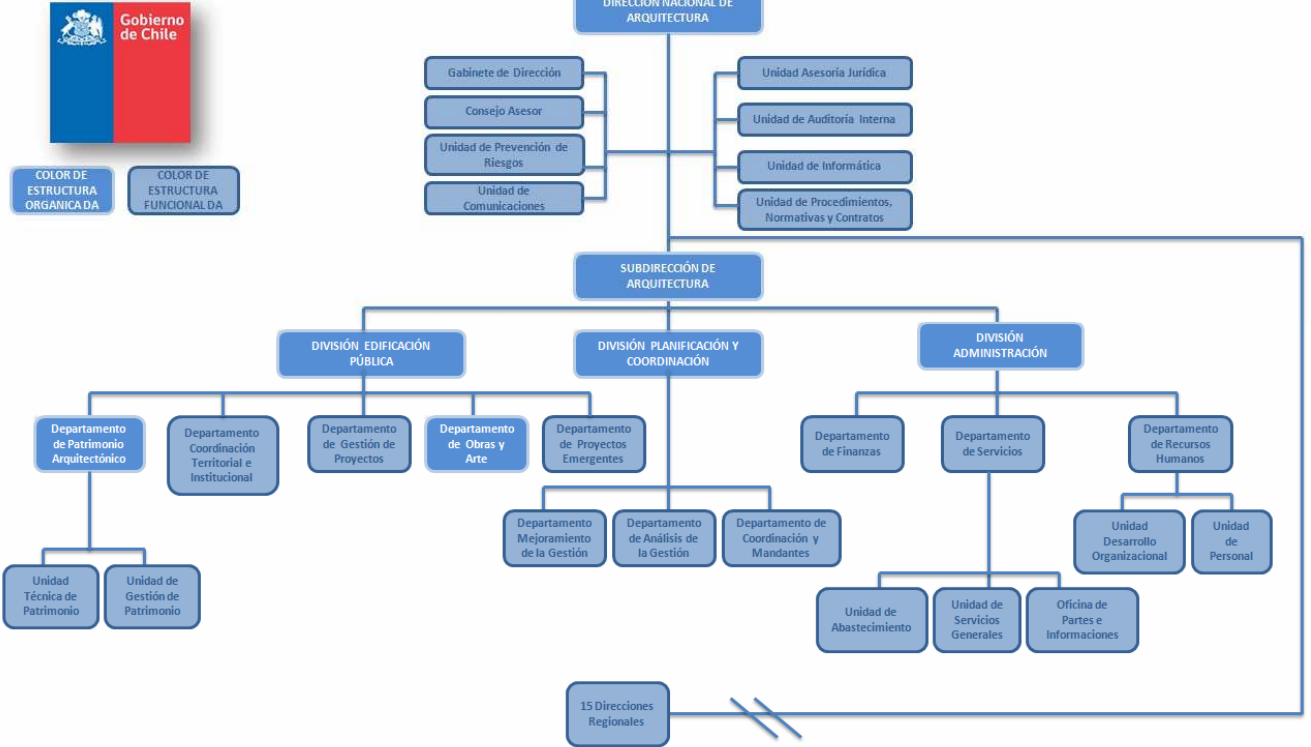 Gobierno
de Chile
COLOR DE
ESTRUCTURA
ORGANICA DA
COLOR DE
ESTRUCTURA
FUNCIONAL DA
DIRECCIÓN NACIONAL DE
ARQUITECTURA
Gabinete de Dirección
Consejo Asesor
Unidad de Prevención de
Riesgos
Unidad de
Comunicaciones
Unidad Asesoría Jurídica
Unidad de Auditoría Interna
Unidad de Informática
Unidad de Procedimientos,
Normativas y Contratos
SUBDIRECCIÓN DE
ARQUITECTURA
DIVISIÓN EDIFICACIÓN
PÚBLICA
DIVISIÓN PLANIFICACIÓN Y
COORDINACIÓN
DIVISIÓN
ADMINISTRACIÓN
Departamento
de Patrimonio
Arquitectónico
Departamento
Coordinación
Territorial e
Institucional
Departamento
de Gestión de
Proyectos
Departamento
de Obras y
Arte
Departamento
de Proyectos
Emergentes
Departamento
de Finanzas
Departamento
de Servicios
Departamento
de Recursos
Humanos
Departamento
Mejoramiento
de la Gestión
Departamento
de Análisis de
la Gestión
Departamento de
Coordinación y
Mandantes
Unidad
Desarrollo
Organizacional
Unidad
de
Personal
Unidad
Técnica de
Patrimonio
Unidad de
Gestión de
Patrimonio
Unidad de
Abastecimiento
Unidad de
Servicios
Generales
Oficina de
Partes e
Informaciones
15 Direcciones
Regionales